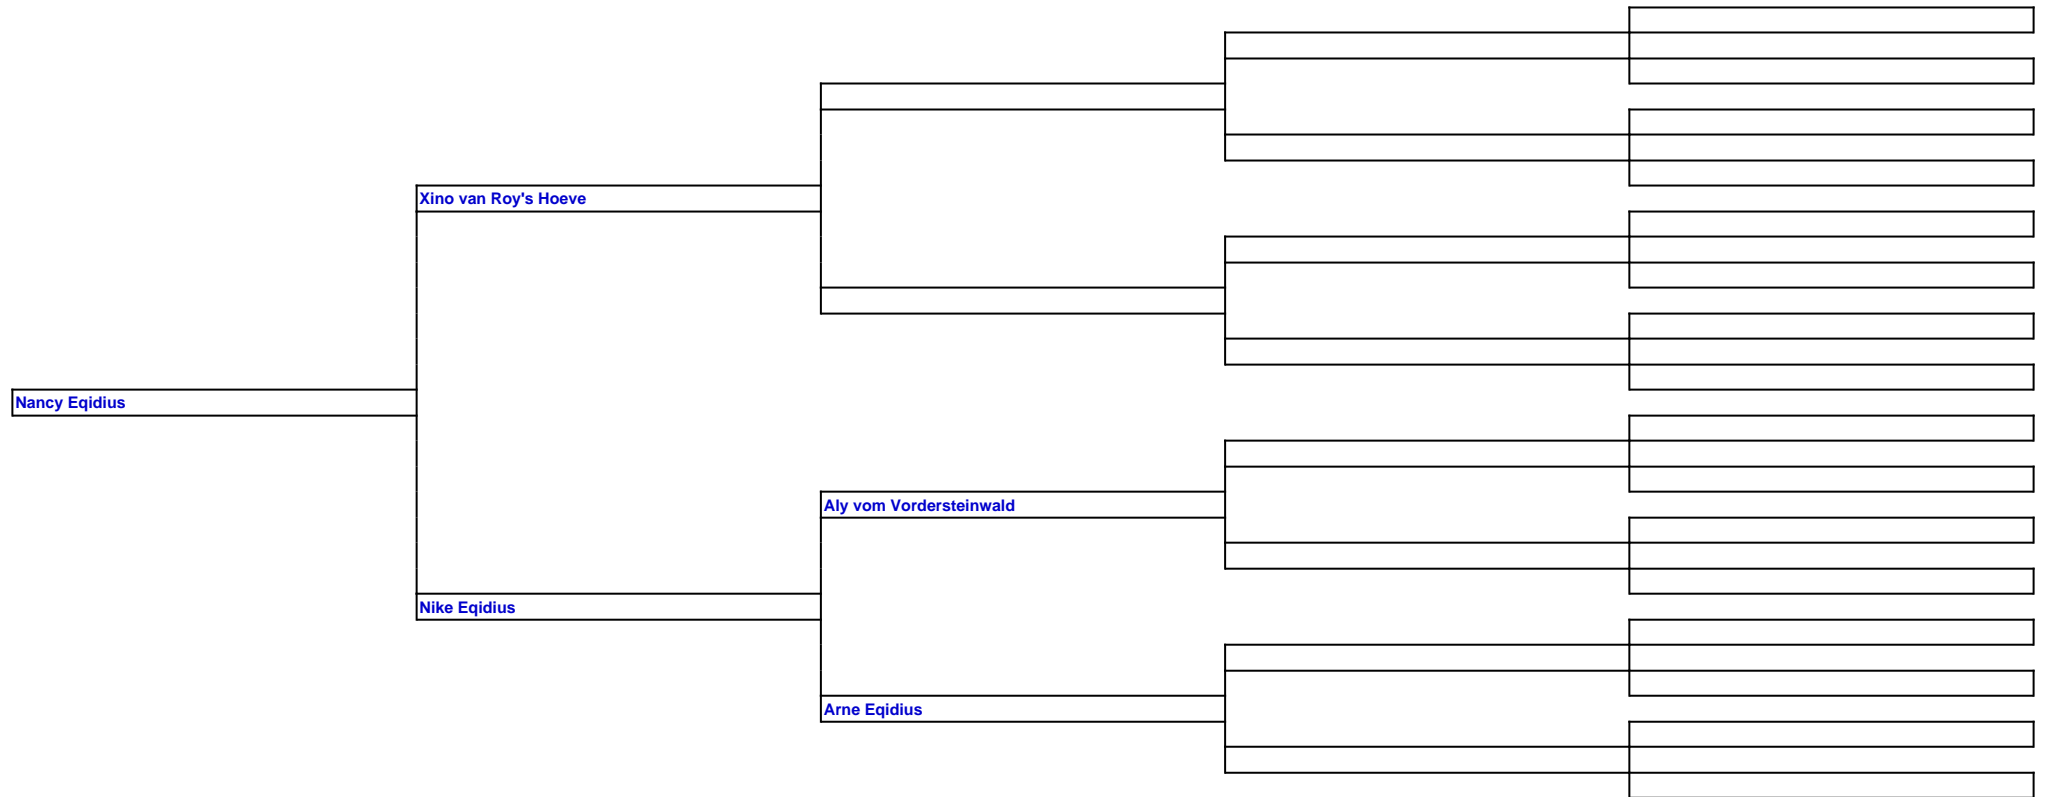 Xino van Roy's Hoeve
Nancy Eqidius
Aly vom Vordersteinwald
Nike Eqidius
Arne Eqidius